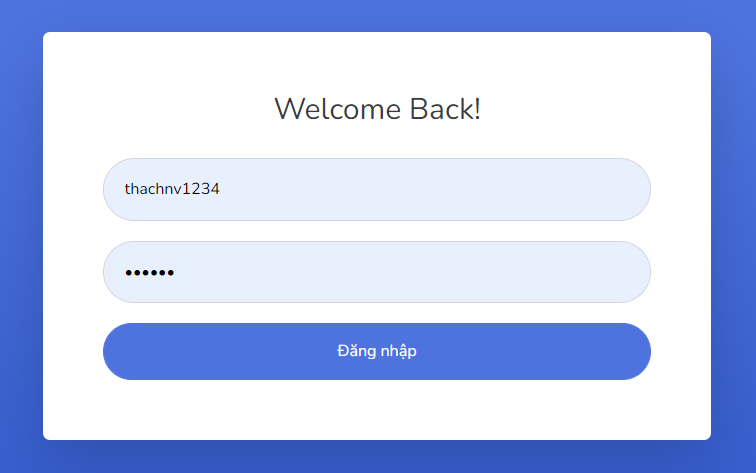 Welcome Back!
thachnv1234
••••••
Đăng nhập